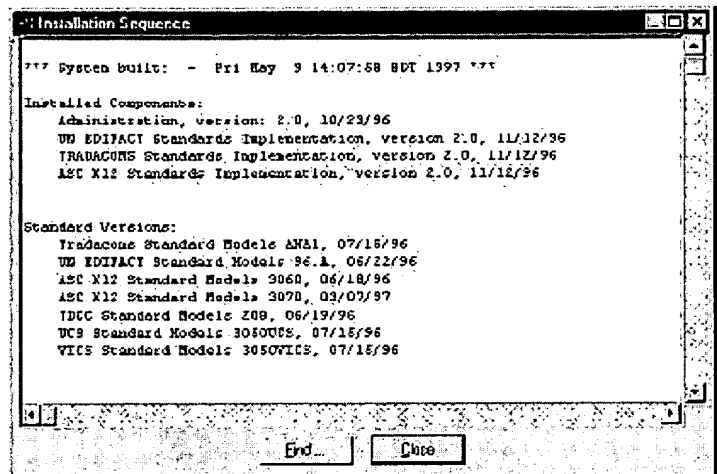 Installation Sequence
*** System built: - Fri May 9 14:07:58 EDT 1997 ***
Installed Components:
Administration, version: 2.0, 10/23/96
UN EDIFACT Standards Implementation, version 2.0, 11/12/96
TRADACOMS Standards Implementation, version 2.0, 11/12/96
ASC X12 Standards Implementation, version 2.0, 11/12/96
Standard Versions:
Tradacoms Standard Models ANA1, 07/15/96
UN EDIFACT Standard Models 96.A, 06/22/96
ASC X12 Standard Models 3060, 06/18/96
ASC X12 Standard Models 3070, 03/07/97
TDCC Standard Models Z08, 06/19/96
UCS Standard Models 3050UCS, 07/15/96
VICS Standard Models 3050VICS, 07/15/96
Find... Close